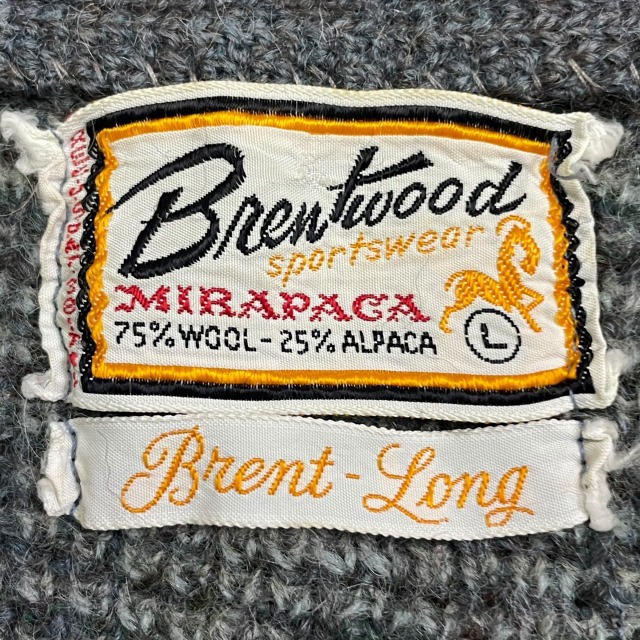 Brentwood
sportswear
MIRAPACA
75% WOOL - 25% ALPACA
L
Brent-Long